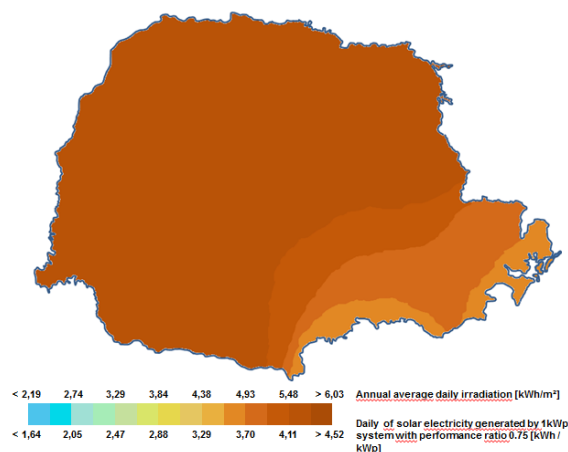 < 2,19 2,74 3,29 3,84 4,38 4,93 5,48 > 6,03 Annual average daily irradiation [kWh/m²]
< 1,64 2,05 2,47 2,88 3,29 3,70 4,11 > 4,52
Daily of solar electricity generated by 1kWp
system with performance ratio 0.75 [kWh /
kWp]